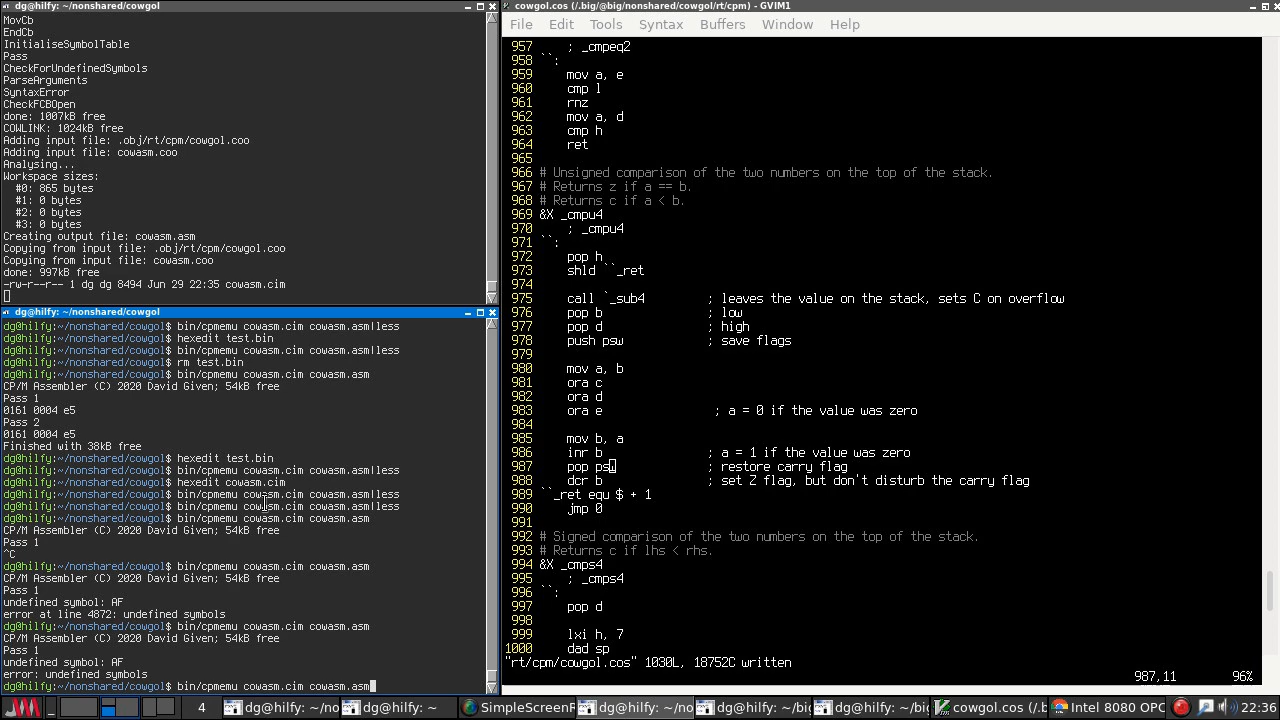 dg@hilfy: ~/nonshared/cowgol
MovCb
EndCb
InitialiseSymbolTable
Pass
CheckForUndefinedSymbols
ParseArguments
SyntaxError
CheckFCBOpen
done: 1007kB free
COWLINK: 1024kB free
Adding input file: .obj/rt/cpm/cowgol.coo
Adding input file: cowasm.coo
Analysing...
Workspace sizes:
  #0: 865 bytes
  #1: 0 bytes
  #2: 0 bytes
  #3: 0 bytes
Creating output file: cowasm.asm
Copying from input file: .obj/rt/cpm/cowgol.coo
Copying from input file: cowasm.coo
done: 997kB free
-rw-r--r-- 1 dg dg 8494 Jun 29 22:35 cowasm.cim
dg@hilfy: ~/nonshared/cowgol
dg@hilfy:~/nonshared/cowgol$ bin/cpmemu cowasm.cim cowasm.asm|less
dg@hilfy:~/nonshared/cowgol$ hexedit test.bin
dg@hilfy:~/nonshared/cowgol$ bin/cpmemu cowasm.cim cowasm.asm|less
dg@hilfy:~/nonshared/cowgol$ rm test.bin
dg@hilfy:~/nonshared/cowgol$ bin/cpmemu cowasm.cim cowasm.asm
CP/M Assembler (C) 2020 David Given; 54kB free
Pass 1
0161 0004 e5
Pass 2
0161 0004 e5
Finished with 38kB free
dg@hilfy:~/nonshared/cowgol$ hexedit test.bin
dg@hilfy:~/nonshared/cowgol$ bin/cpmemu cowasm.cim cowasm.asm|less
dg@hilfy:~/nonshared/cowgol$ hexedit cowasm.cim
dg@hilfy:~/nonshared/cowgol$ bin/cpmemu cowasm.cim cowasm.asm|less
dg@hilfy:~/nonshared/cowgol$ bin/cpmemu cowasm.cim cowasm.asm|less
dg@hilfy:~/nonshared/cowgol$ bin/cpmemu cowasm.cim cowasm.asm
CP/M Assembler (C) 2020 David Given; 54kB free
Pass 1
^C
dg@hilfy:~/nonshared/cowgol$ bin/cpmemu cowasm.cim cowasm.asm
CP/M Assembler (C) 2020 David Given; 54kB free
Pass 1
undefined symbol: AF
error at line 4872: undefined symbols
dg@hilfy:~/nonshared/cowgol$ bin/cpmemu cowasm.cim cowasm.asm
CP/M Assembler (C) 2020 David Given; 54kB free
Pass 1
undefined symbol: AF
error: undefined symbols
dg@hilfy:~/nonshared/cowgol$ bin/cpmemu cowasm.cim cowasm.asm
cowgol.cos (/.big/@big/nonshared/cowgol/rt/cpm) - GVIM1
File Edit Tools Syntax Buffers Window Help
957     ; _cmpeq2
958 ``:
959     mov a, e
960     cmp l
961     rnz
962     mov a, d
963     cmp h
964     ret
965
966 # Unsigned comparison of the two numbers on the top of the stack.
967 # Returns z if a == b.
968 # Returns c if a < b.
969 &X _cmpu4
970     ; _cmpu4
971 ``:
972     pop h
973     shld ``_ret
974
975     call `_sub4         ; leaves the value on the stack, sets C on overflow
976     pop b               ; low
977     pop d               ; high
978     push psw            ; save flags
979
980     mov a, b
981     ora c
982     ora d
983     ora e                ; a = 0 if the value was zero
984
985     mov b, a
986     inr b               ; a = 1 if the value was zero
987     pop psw             ; restore carry flag
988     dcr b               ; set Z flag, but don't disturb the carry flag
989 ``_ret equ $ + 1
990     jmp 0
991
992 # Signed comparison of the two numbers on the top of the stack.
993 # Returns c if lhs < rhs.
994 &X _cmps4
995     ; _cmps4
996 ``:
997     pop d
998
999     lxi h, 7
1000     dad sp
"rt/cpm/cowgol.cos" 1030L, 18752C written
987,11 96%
4 dg@hilfy: ~/no dg@hilfy: ~ SimpleScreenR dg@hilfy: ~/no dg@hilfy: ~/big dg@hilfy: ~/big cowgol.cos (/.b Intel 8080 OPC 22:36